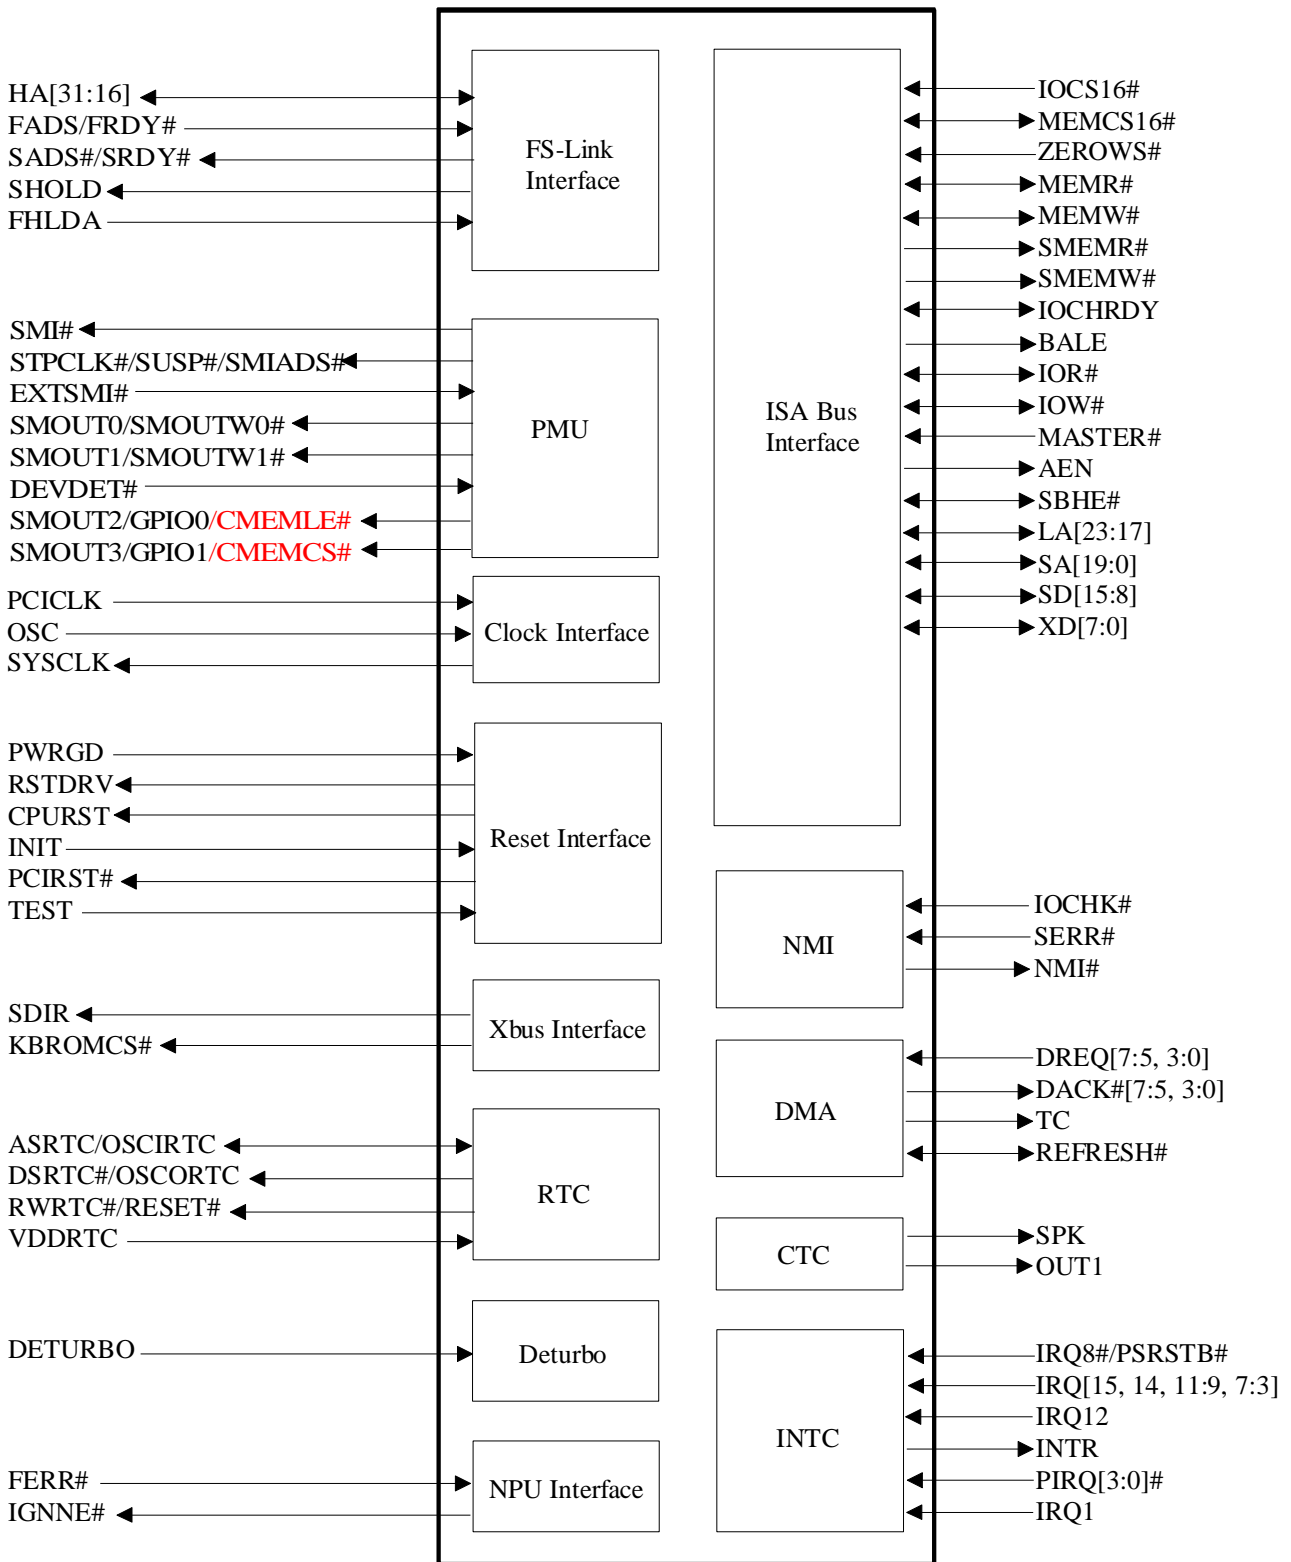 HA[31:16]
FADS/FRDY#
SADS#/SRDY#
SHOLD
FHLDA
FS-Link
Interface
SMI#
STPCLK#/SUSP#/SMIADS#
EXTSMI#
SMOUT0/SMOUTW0#
SMOUT1/SMOUTW1#
DEVDET#
SMOUT2/GPIO0/CMEMLE#
SMOUT3/GPIO1/CMEMCS#
PMU
PCICLK
OSC
SYSCLK
Clock Interface
PWRGD
RSTDRV
CPURST
INIT
PCIRST#
TEST
Reset Interface
SDIR
KBROMCS#
Xbus Interface
ASRTC/OSCIRTC
DSRTC#/OSCORTC
RWRTC#/RESET#
VDDRTC
RTC
DETURBO
Deturbo
FERR#
IGNNE#
NPU Interface
ISA Bus
Interface
IOCS16#
MEMCS16#
ZEROWS#
MEMR#
MEMW#
SMEMR#
SMEMW#
IOCHRDY
BALE
IOR#
IOW#
MASTER#
AEN
SBHE#
LA[23:17]
SA[19:0]
SD[15:8]
XD[7:0]
NMI
IOCHK#
SERR#
NMI#
DMA
DREQ[7:5, 3:0]
DACK#[7:5, 3:0]
TC
REFRESH#
CTC
SPK
OUT1
INTC
IRQ8#/PSRSTB#
IRQ[15, 14, 11:9, 7:3]
IRQ12
INTR
PIRQ[3:0]#
IRQ1